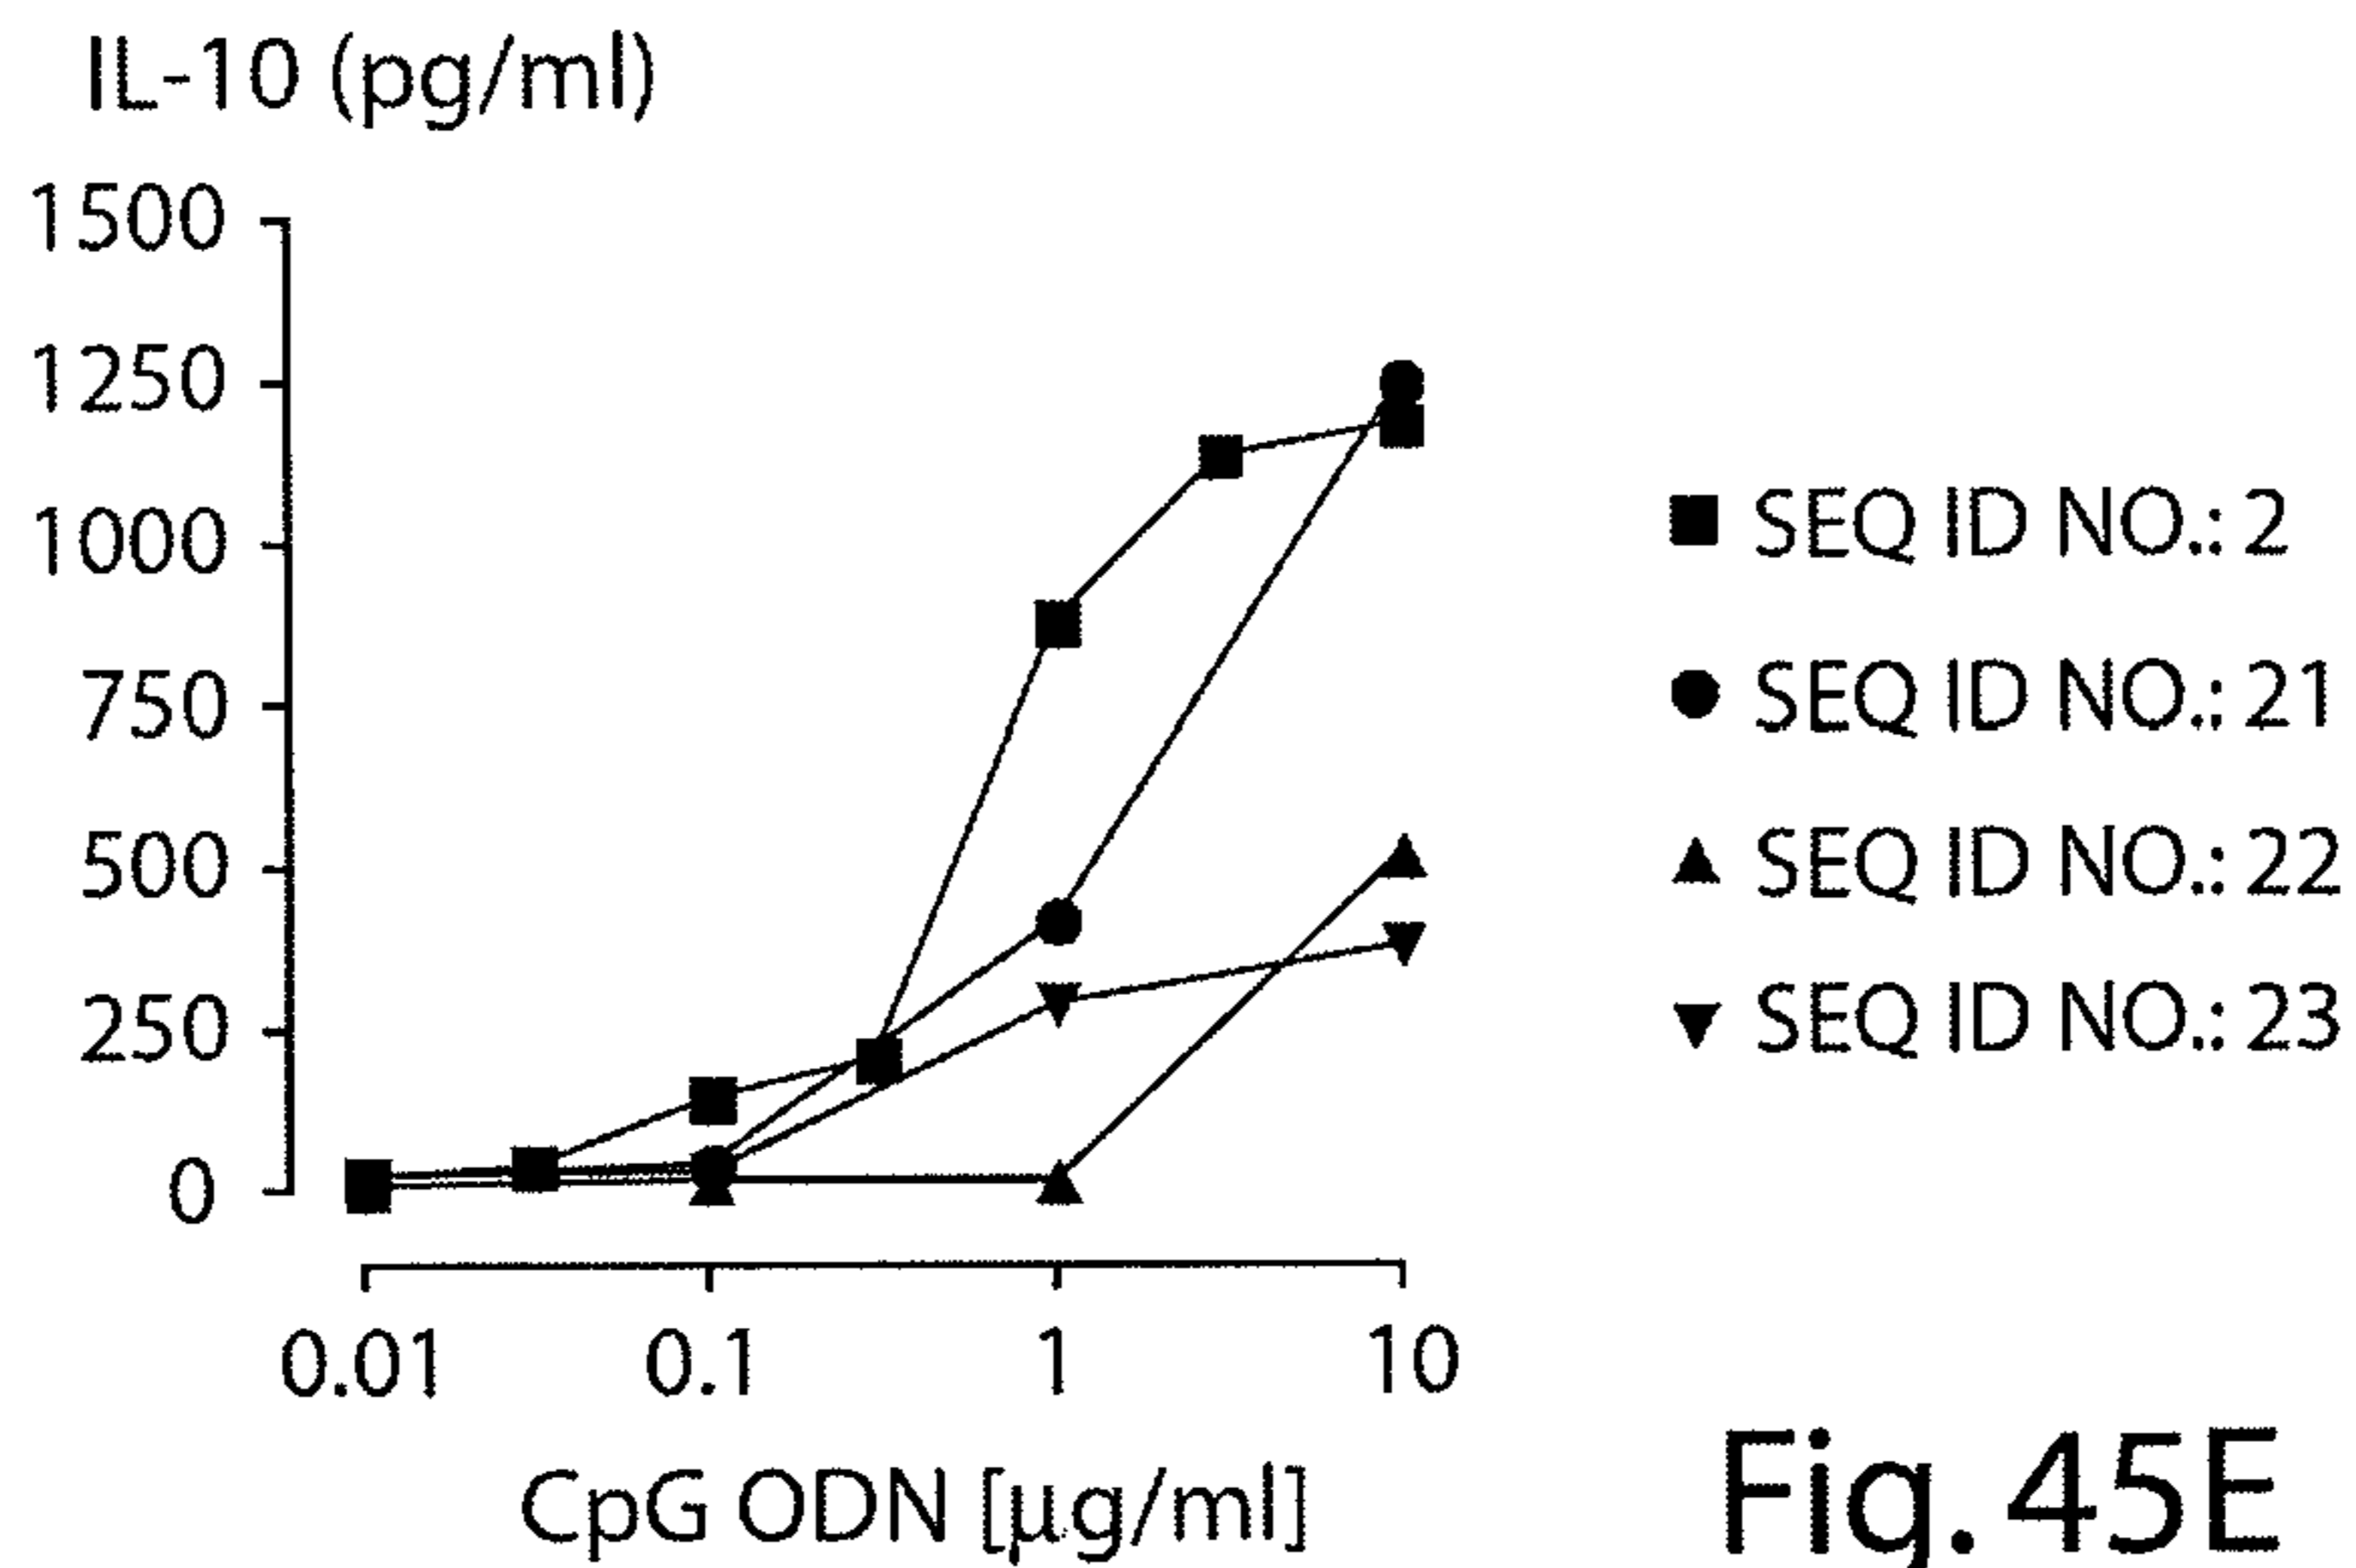 IL-10 (pg/ml)
1500
1250
1000
750
500
250
0
0.01 0.1 1 10
CpG ODN [µg/ml]
SEQ ID NO.: 2
SEQ ID NO.: 21
SEQ ID NO.: 22
SEQ ID NO.: 23
Fig. 45E